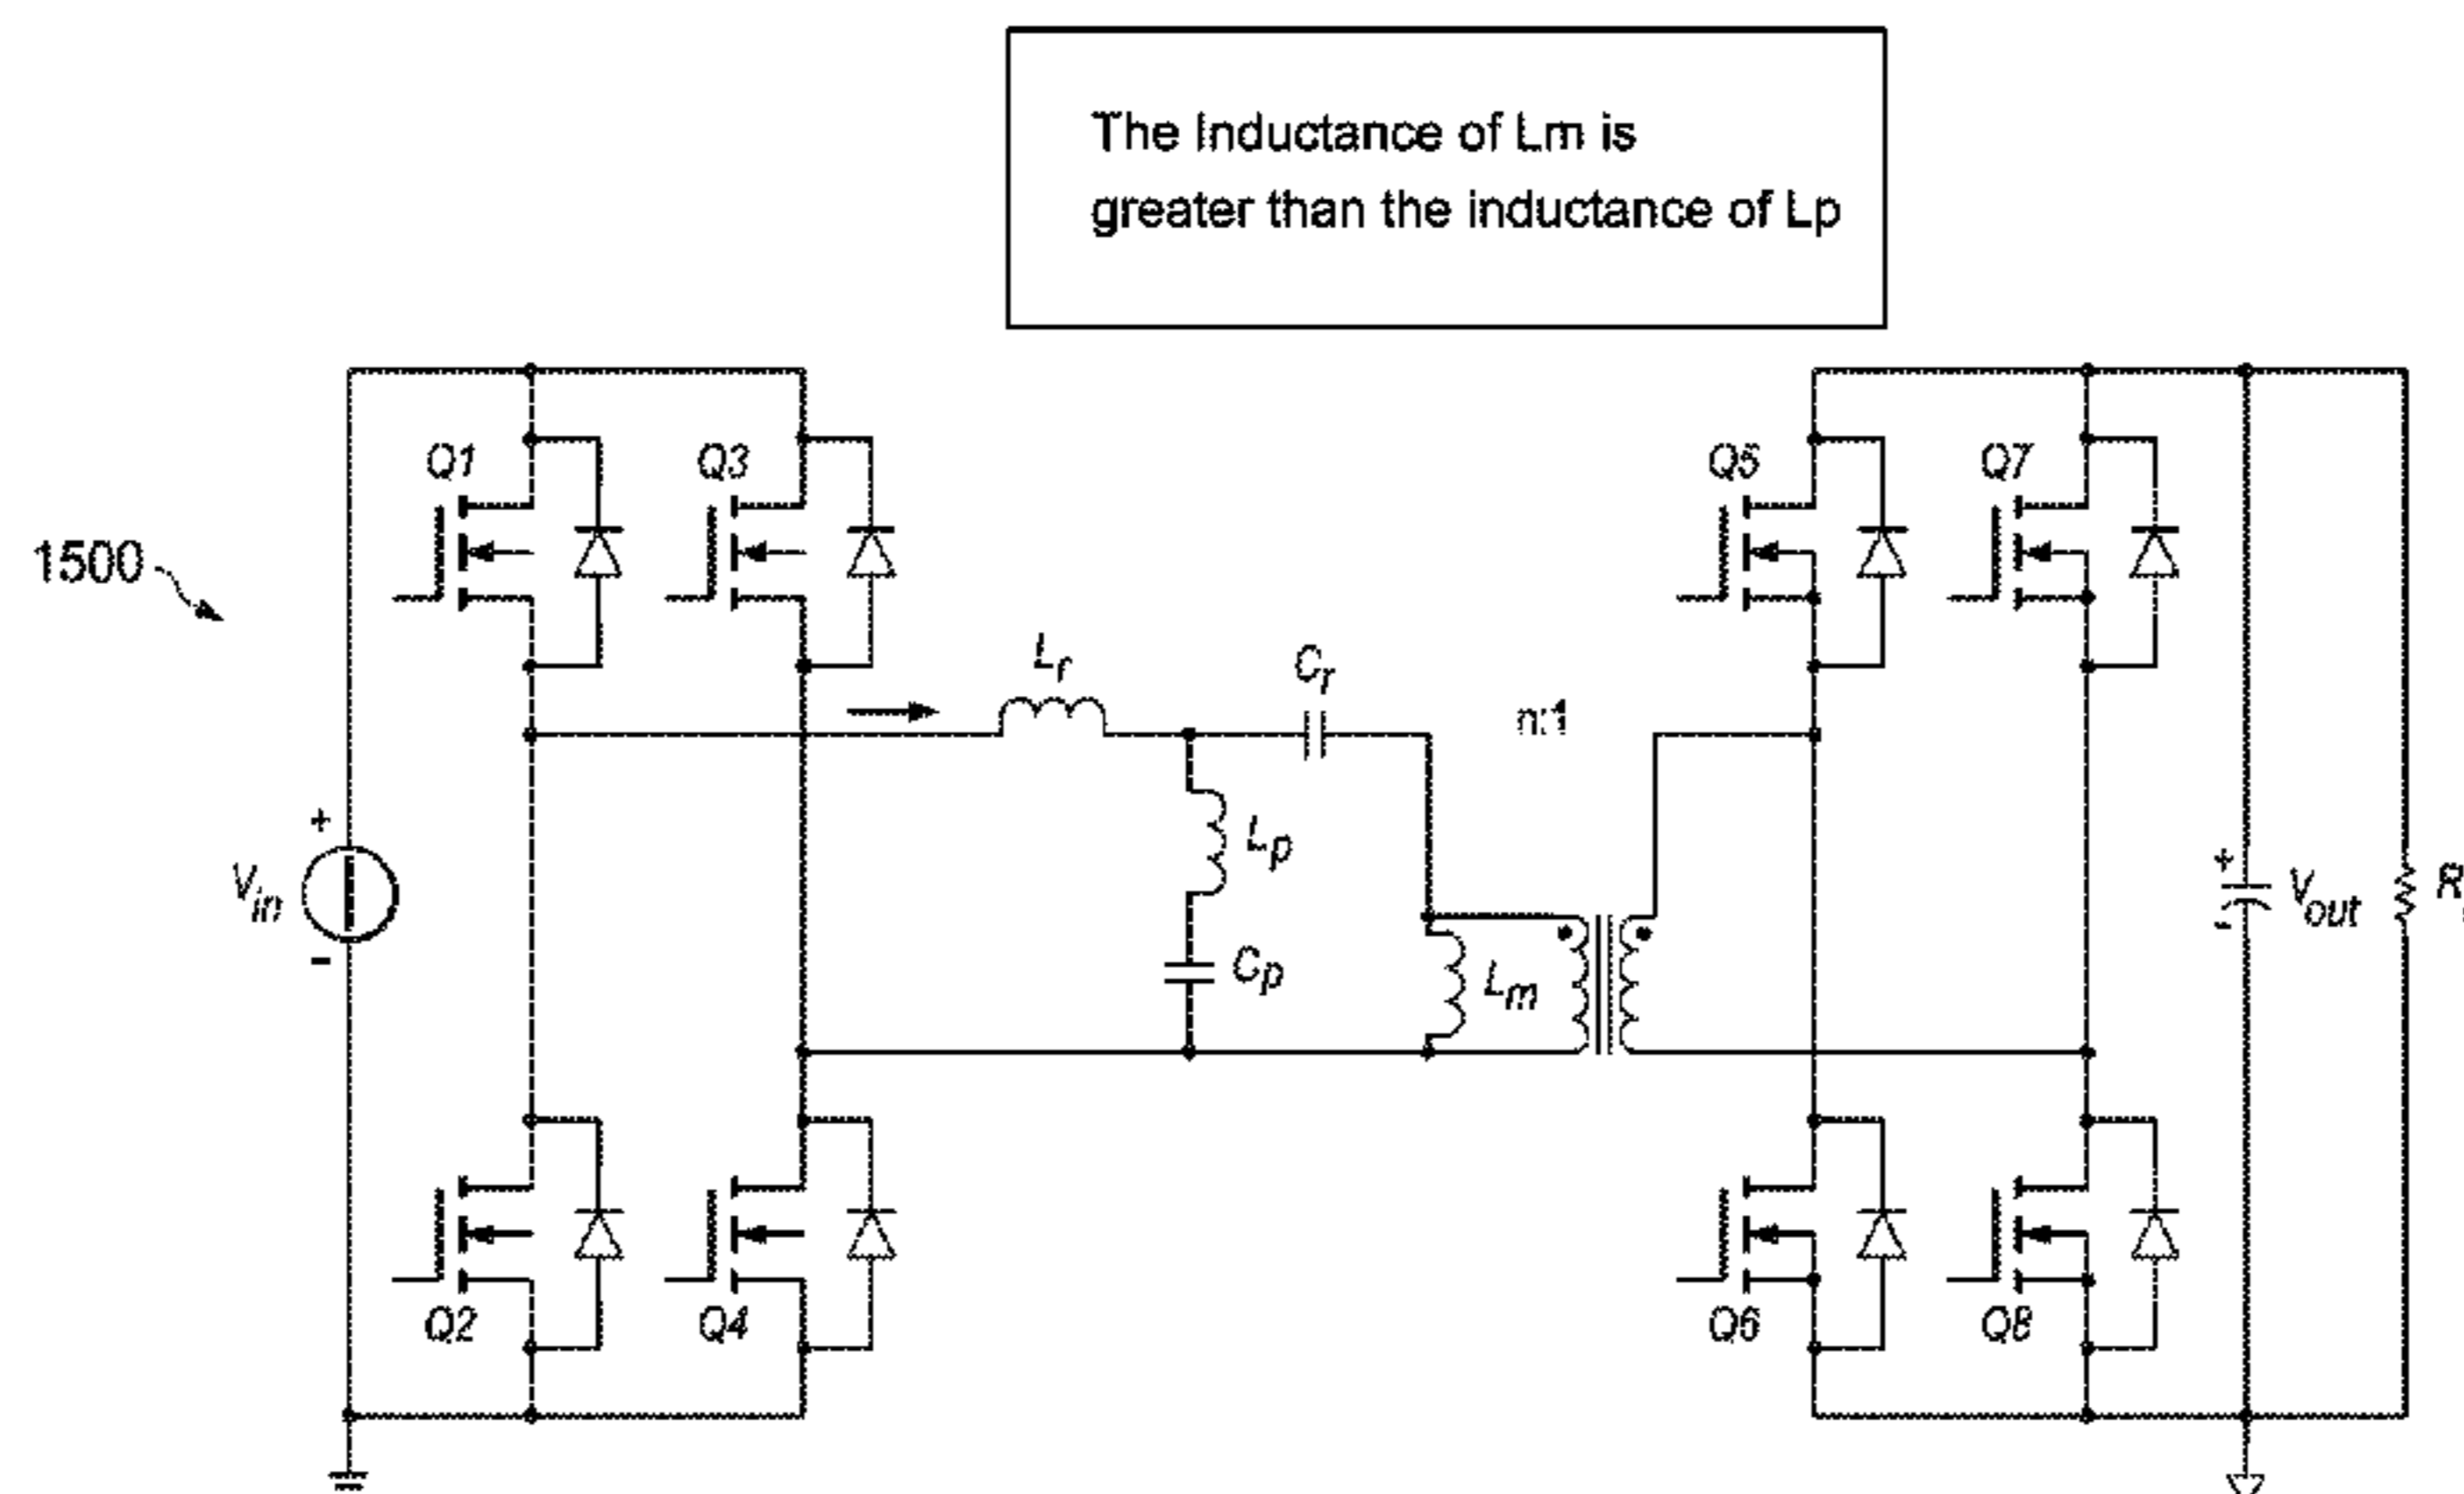 The Inductance of Lm is
greater than the inductance of Lp
Q1
Q3
Q5
Q7
1500
Lr
Cr
n:1
+
Vin
-
Lp
Cp
Lm
+
Vout
-
R
Q2
Q4
Q6
Q8